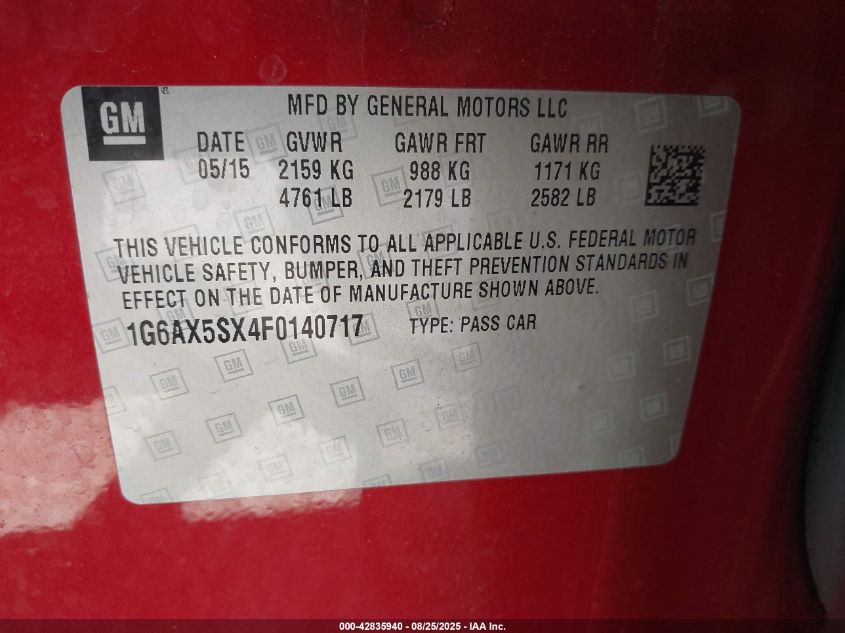 GM
MFD BY GENERAL MOTORS LLC
DATE GVWR GAWR FRT GAWR RR
05/15 2159 KG 988 KG 1171 KG
4761 LB 2179 LB 2582 LB
THIS VEHICLE CONFORMS TO ALL APPLICABLE U.S. FEDERAL MOTOR
VEHICLE SAFETY, BUMPER, AND THEFT PREVENTION STANDARDS IN
EFFECT ON THE DATE OF MANUFACTURE SHOWN ABOVE.
1G6AX5SX4F0140717 TYPE: PASS CAR
000-42835940 - 08/25/2025 - IAA Inc.